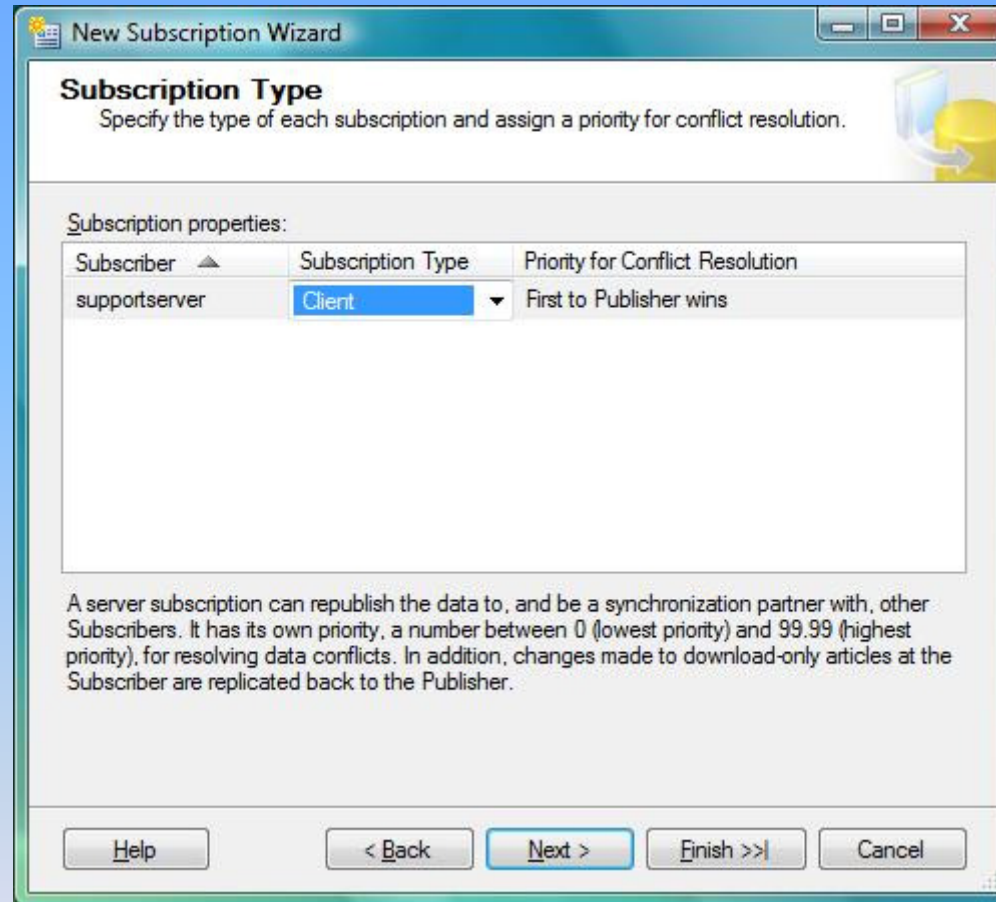 New Subscription Wizard
Subscription Type
Specify the type of each subscription and assign a priority for conflict resolution.
Subscription properties:
Subscriber Subscription Type Priority for Conflict Resolution
supportserver Client First to Publisher wins
A server subscription can republish the data to, and be a synchronization partner with, other
Subscribers. It has its own priority, a number between 0 (lowest priority) and 99.99 (highest
priority), for resolving data conflicts. In addition, changes made to download-only articles at the
Subscriber are replicated back to the Publisher.
Help < Back Next > Finish >>| Cancel